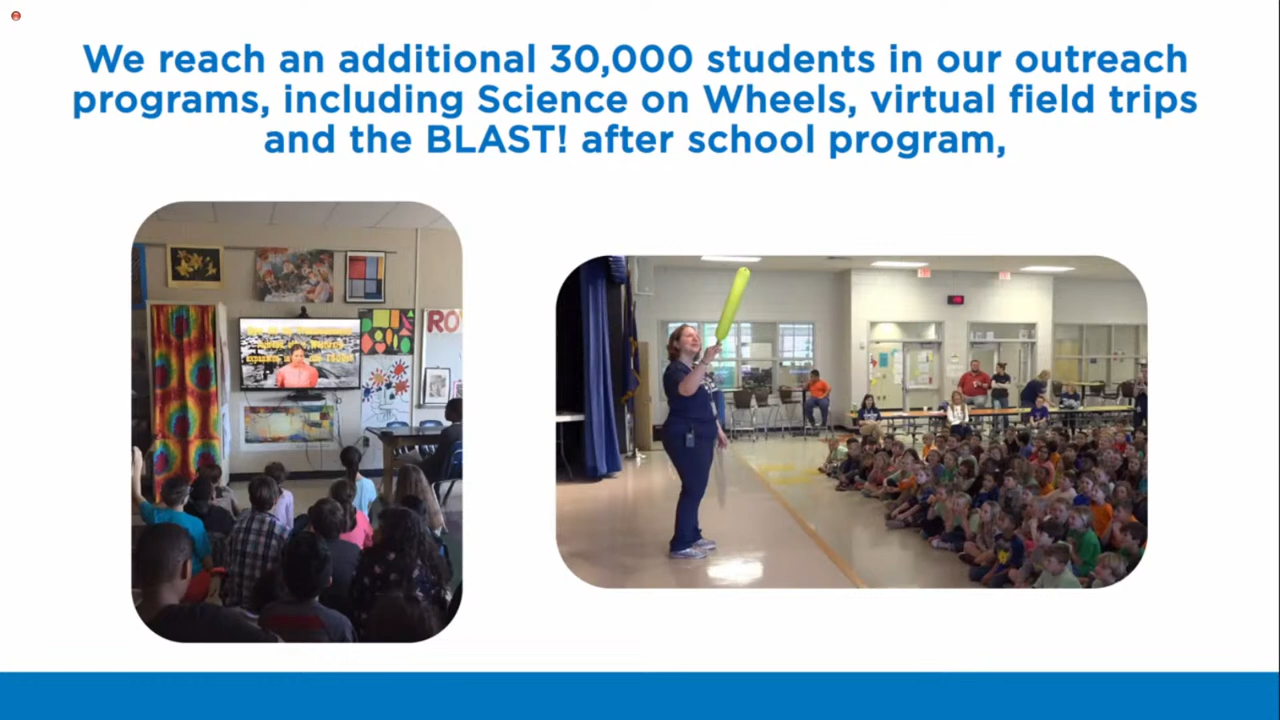 We reach an additional 30,000 students in our outreach
programs, including Science on Wheels, virtual field trips
and the BLAST! after school program,
RO